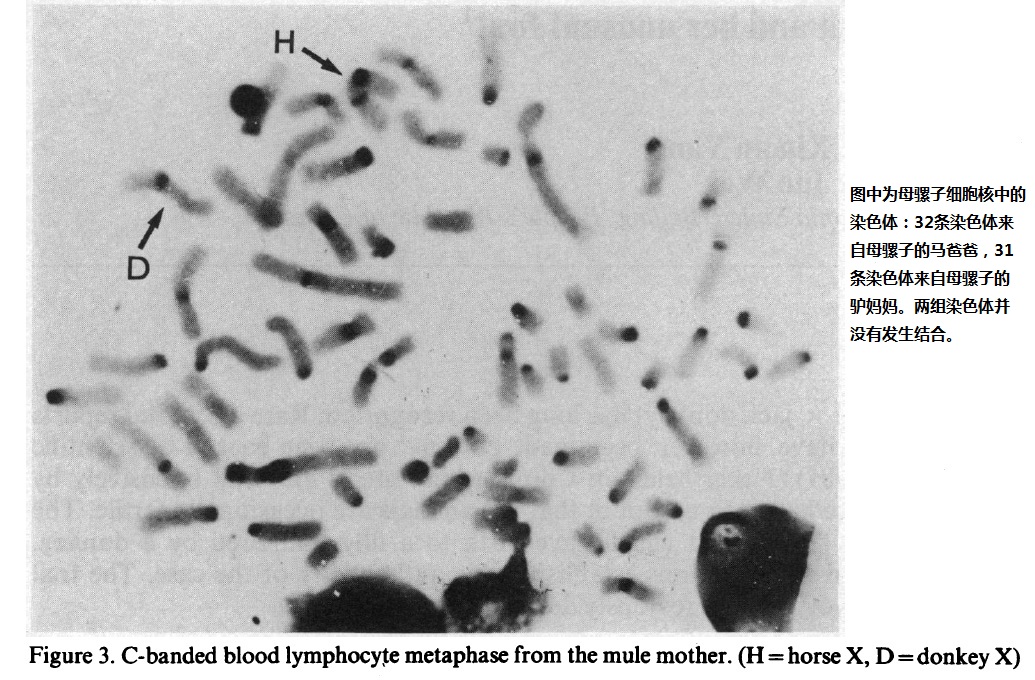 H
D
图中为母骡子细胞核中的
染色体：32条染色体来
自母骡子的马爸爸，31
条染色体来自母骡子的
驴妈妈。两组染色体并
没有发生结合。
Figure 3. C-banded blood lymphocyte metaphase from the mule mother. (H=horse X, D=donkey X)